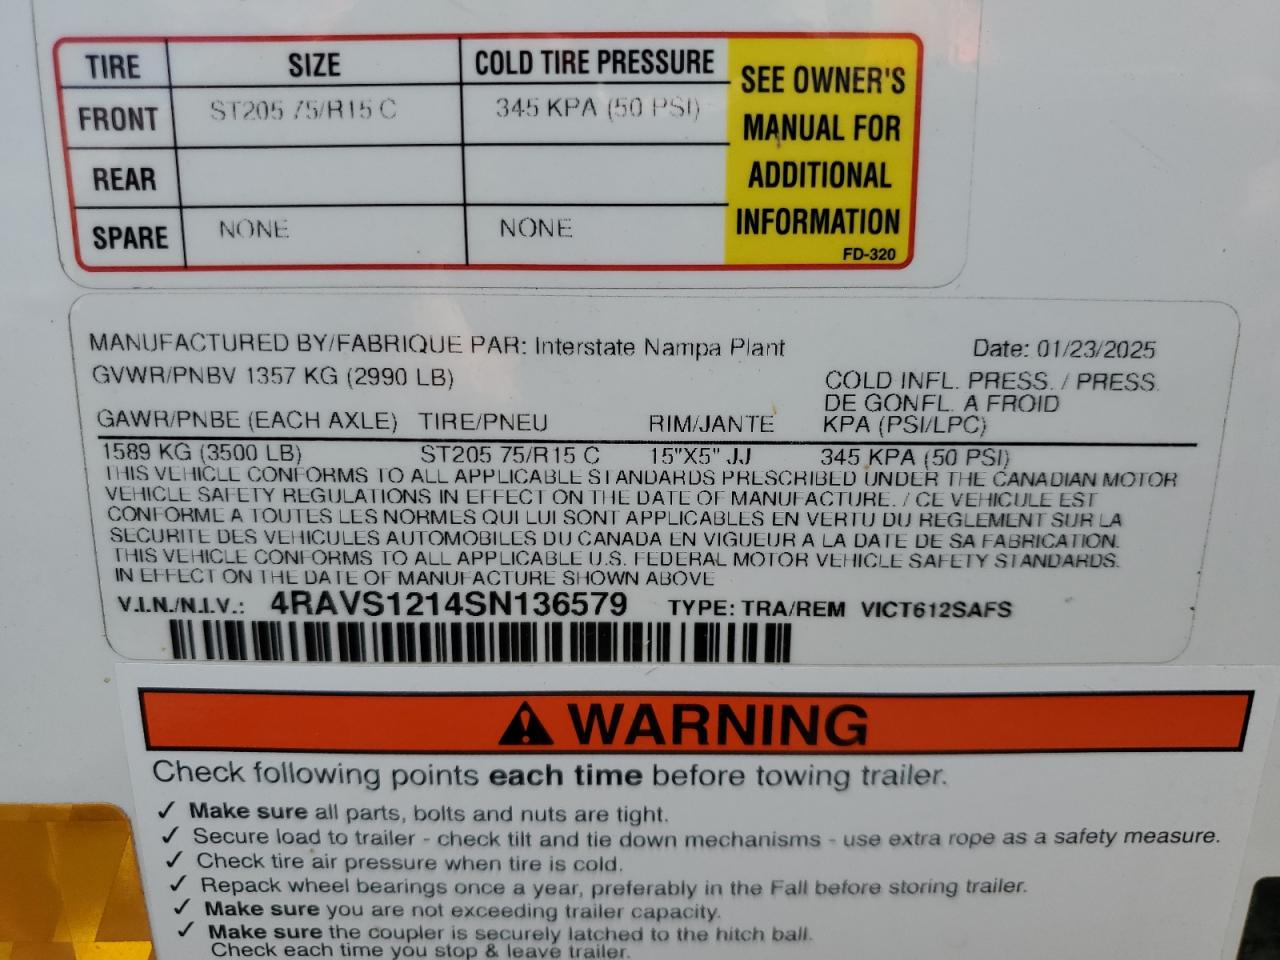 TIRE SIZE COLD TIRE PRESSURE SEE OWNER'S MANUAL FOR ADDITIONAL INFORMATION
FRONT ST205 75/R15 C 345 KPA (50 PSI)
REAR
SPARE NONE NONE
FD-320
MANUFACTURED BY/FABRIQUE PAR: Interstate Nampa Plant Date: 01/23/2025
GVWR/PNBV 1357 KG (2990 LB)
COLD INFL. PRESS. / PRESS.
DE GONFL. A FROID
GAWR/PNBE (EACH AXLE) TIRE/PNEU RIM/JANTE KPA (PSI/LPC)
1589 KG (3500 LB) ST205 75/R15 C 15"X5" JJ 345 KPA (50 PSI)
THIS VEHICLE CONFORMS TO ALL APPLICABLE STANDARDS PRESCRIBED UNDER THE CANADIAN MOTOR
VEHICLE SAFETY REGULATIONS IN EFFECT ON THE DATE OF MANUFACTURE. / CE VEHICULE EST
CONFORME A TOUTES LES NORMES QUI LUI SONT APPLICABLES EN VERTU DU REGLEMENT SUR LA
SECURITE DES VEHICULES AUTOMOBILES DU CANADA EN VIGUEUR A LA DATE DE SA FABRICATION.
THIS VEHICLE CONFORMS TO ALL APPLICABLE U.S. FEDERAL MOTOR VEHICLE SAFETY STANDARDS.
IN EFFECT ON THE DATE OF MANUFACTURE SHOWN ABOVE
V.I.N./N.I.V.: 4RAVS1214SN136579 TYPE: TRA/REM VICT612SAFS
WARNING
Check following points each time before towing trailer.
✓ Make sure all parts, bolts and nuts are tight.
✓ Secure load to trailer - check tilt and tie down mechanisms - use extra rope as a safety measure.
✓ Check tire air pressure when tire is cold.
✓ Repack wheel bearings once a year, preferably in the Fall before storing trailer.
✓ Make sure you are not exceeding trailer capacity.
✓ Make sure the coupler is securely latched to the hitch ball.
Check each time you stop & leave trailer.